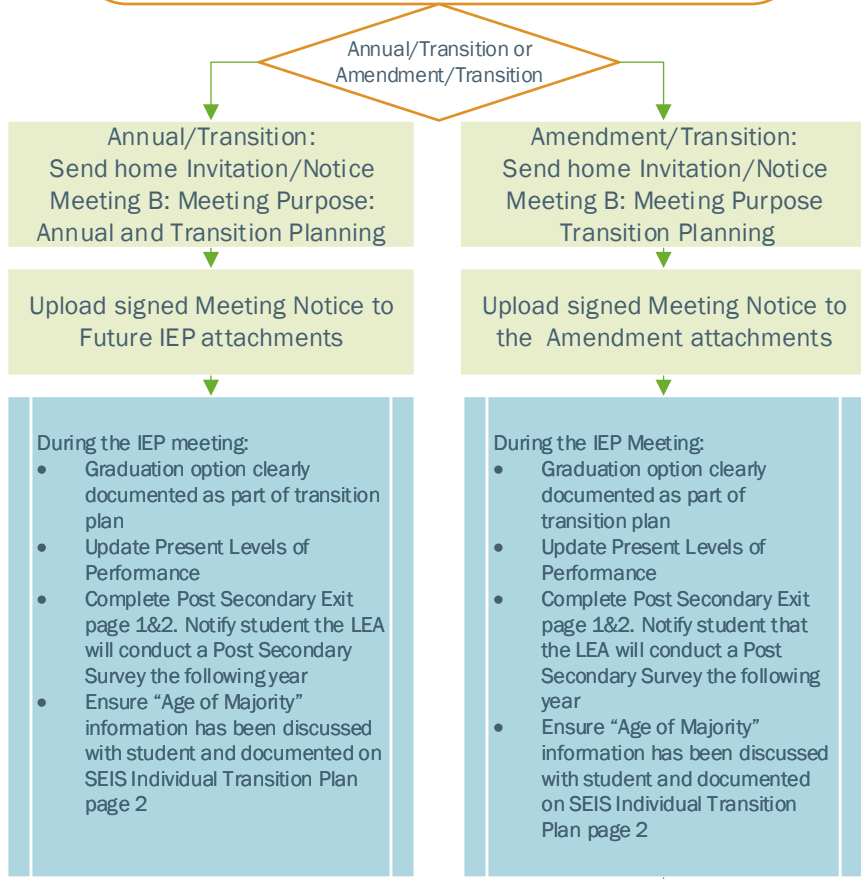 Annual/Transition or
Amendment/Transition
Annual/Transition:
Send home Invitation/Notice
Meeting B: Meeting Purpose:
Annual and Transition Planning
Amendment/Transition:
Send home Invitation/Notice
Meeting B: Meeting Purpose
Transition Planning
Upload signed Meeting Notice to
Future IEP attachments
Upload signed Meeting Notice to
the Amendment attachments
During the IEP meeting:
• Graduation option clearly
documented as part of transition
plan
• Update Present Levels of
Performance
• Complete Post Secondary Exit
page 1&2. Notify student the LEA
will conduct a Post Secondary
Survey the following year
• Ensure “Age of Majority”
information has been discussed
with student and documented on
SEIS Individual Transition Plan
page 2
During the IEP Meeting:
• Graduation option clearly
documented as part of
transition plan
• Update Present Levels of
Performance
• Complete Post Secondary Exit
page 1&2. Notify student that
the LEA will conduct a Post
Secondary Survey the following
year
• Ensure “Age of Majority”
information has been discussed
with student and documented
on SEIS Individual Transition
Plan page 2